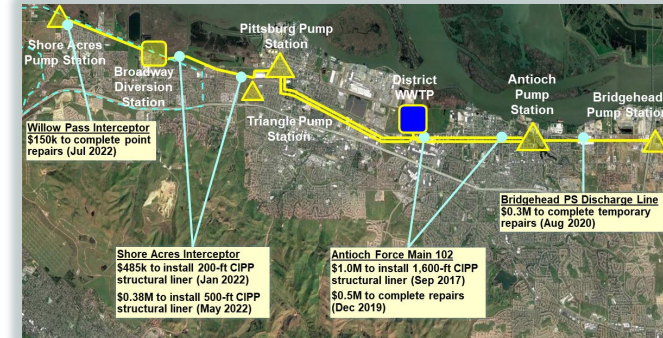 Pittsburg Pump
Station
Shore Acres
Pump Station
Broadway
Diversion
Station
Triangle Pump
Station
District
WWTP
Antioch
Pump
Station
Bridgehead
Pump Station
Willow Pass Interceptor
$150k to complete point
repairs (Jul 2022)
Shore Acres Interceptor
$485k to install 200-ft CIPP
structural liner (Jan 2022)
$0.38M to install 500-ft CIPP
structural liner (May 2022)
Antioch Force Main 102
$1.0M to install 1,600-ft CIPP
structural liner (Sep 2017)
$0.5M to complete repairs
(Dec 2019)
Bridgehead PS Discharge Line
$0.3M to complete temporary
repairs (Aug 2020)